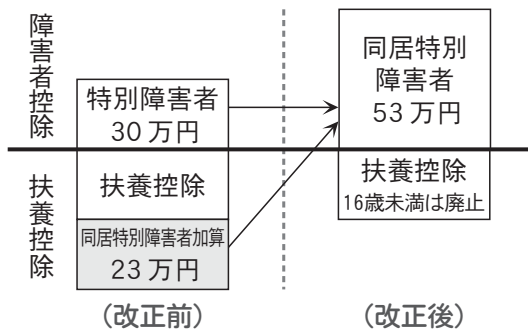 障害者控除
扶養控除
特別障害者
30万円
扶養控除
同居特別障害者加算
23万円
(改正前)
同居特別
障害者
53万円
扶養控除
16歳未満は廃止
(改正後)